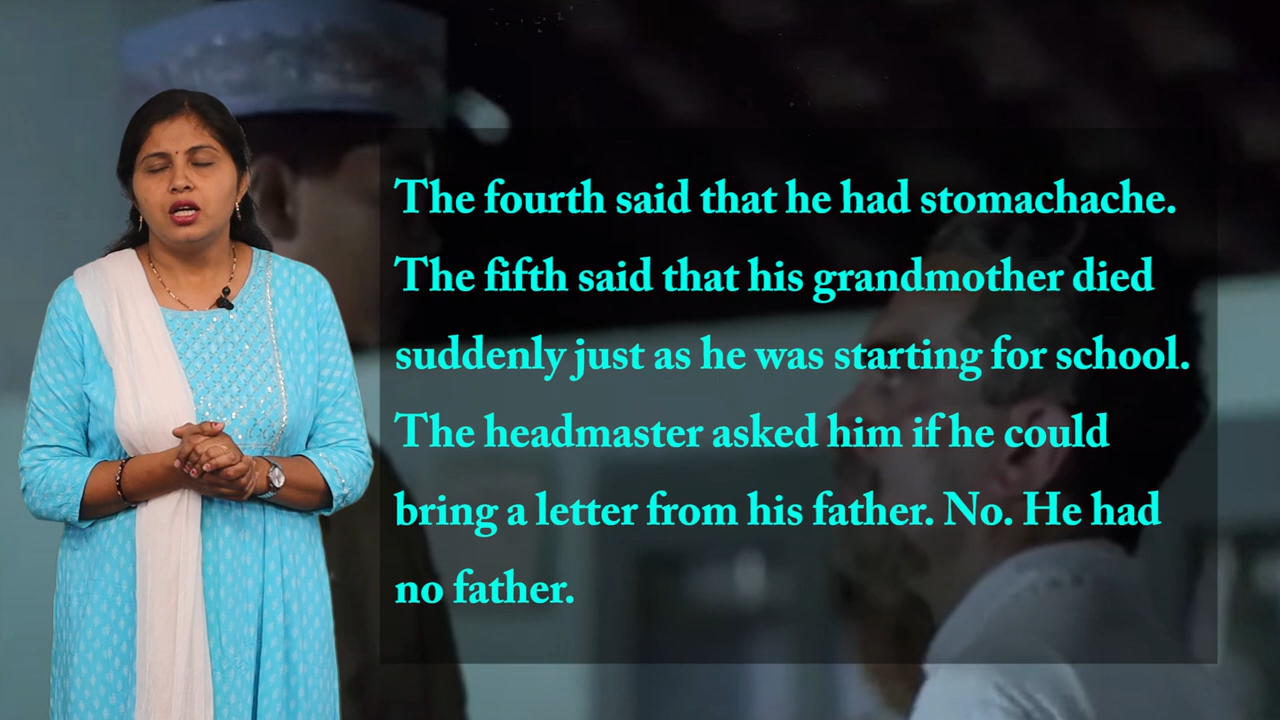 The fourth said that he had stomachache.
The fifth said that his grandmother died
suddenly just as he was starting for school.
The headmaster asked him if he could
bring a letter from his father. No. He had
no father.